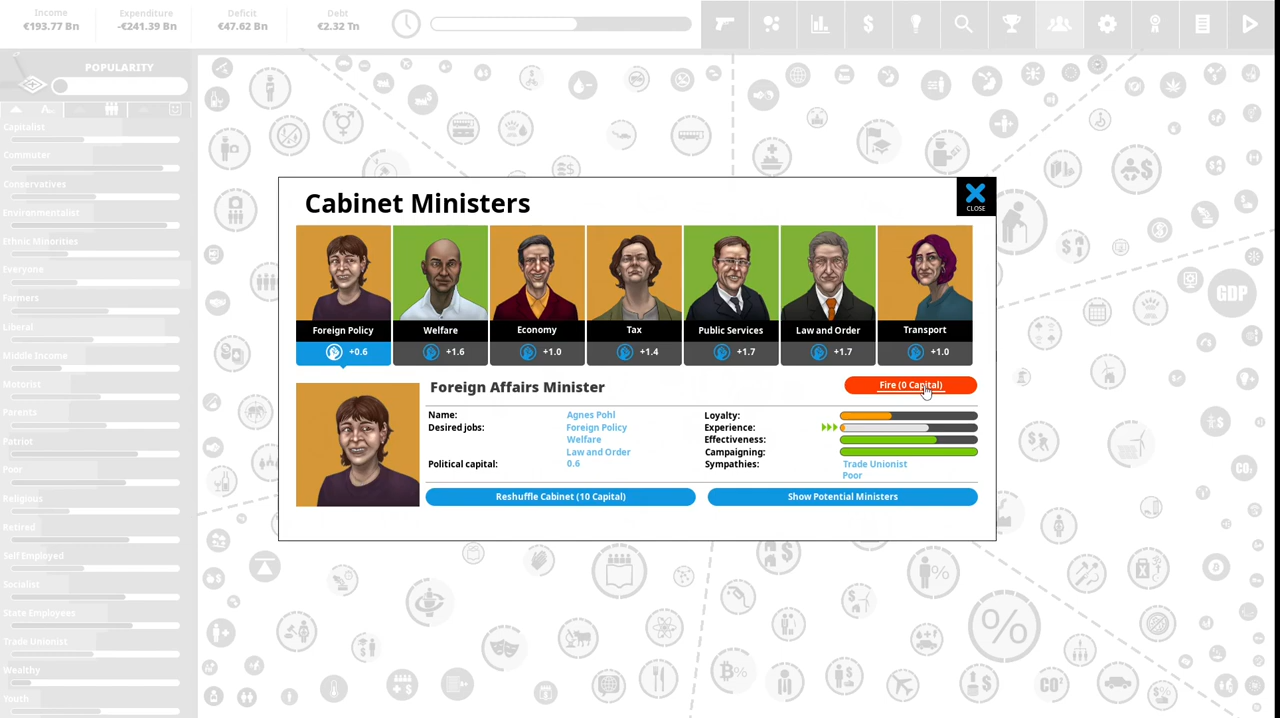 Income
Expenditure
Deficit
Debt
€193.77 Bn
-€241.39 Bn
€47.62 Bn
€2.32 Tn
POPULARITY
Capitalist
Commuter
Conservatives
Environmentalist
Ethnic Minorities
Everyone
Farmers
Liberal
Middle Income
Motorist
Parents
Patriot
Poor
Religious
Retired
Self Employed
Socialist
State Employees
Trade Unionist
Wealthy
Youth
GDP
CO²
CO²
Cabinet Ministers
CLOSE
Foreign Policy
Welfare
Economy
Tax
Public Services
Law and Order
Transport
+0.6
+1.6
+1.0
+1.4
+1.7
+1.7
+1.0
Foreign Affairs Minister
Fire (0 Capital)
Name:
Agnes Pohl
Desired jobs:
Foreign Policy
Welfare
Law and Order
Political capital:
0.6
Loyalty:
Experience:
Effectiveness:
Campaigning:
Sympathies:
Trade Unionist
Poor
Reshuffle Cabinet (10 Capital)
Show Potential Ministers